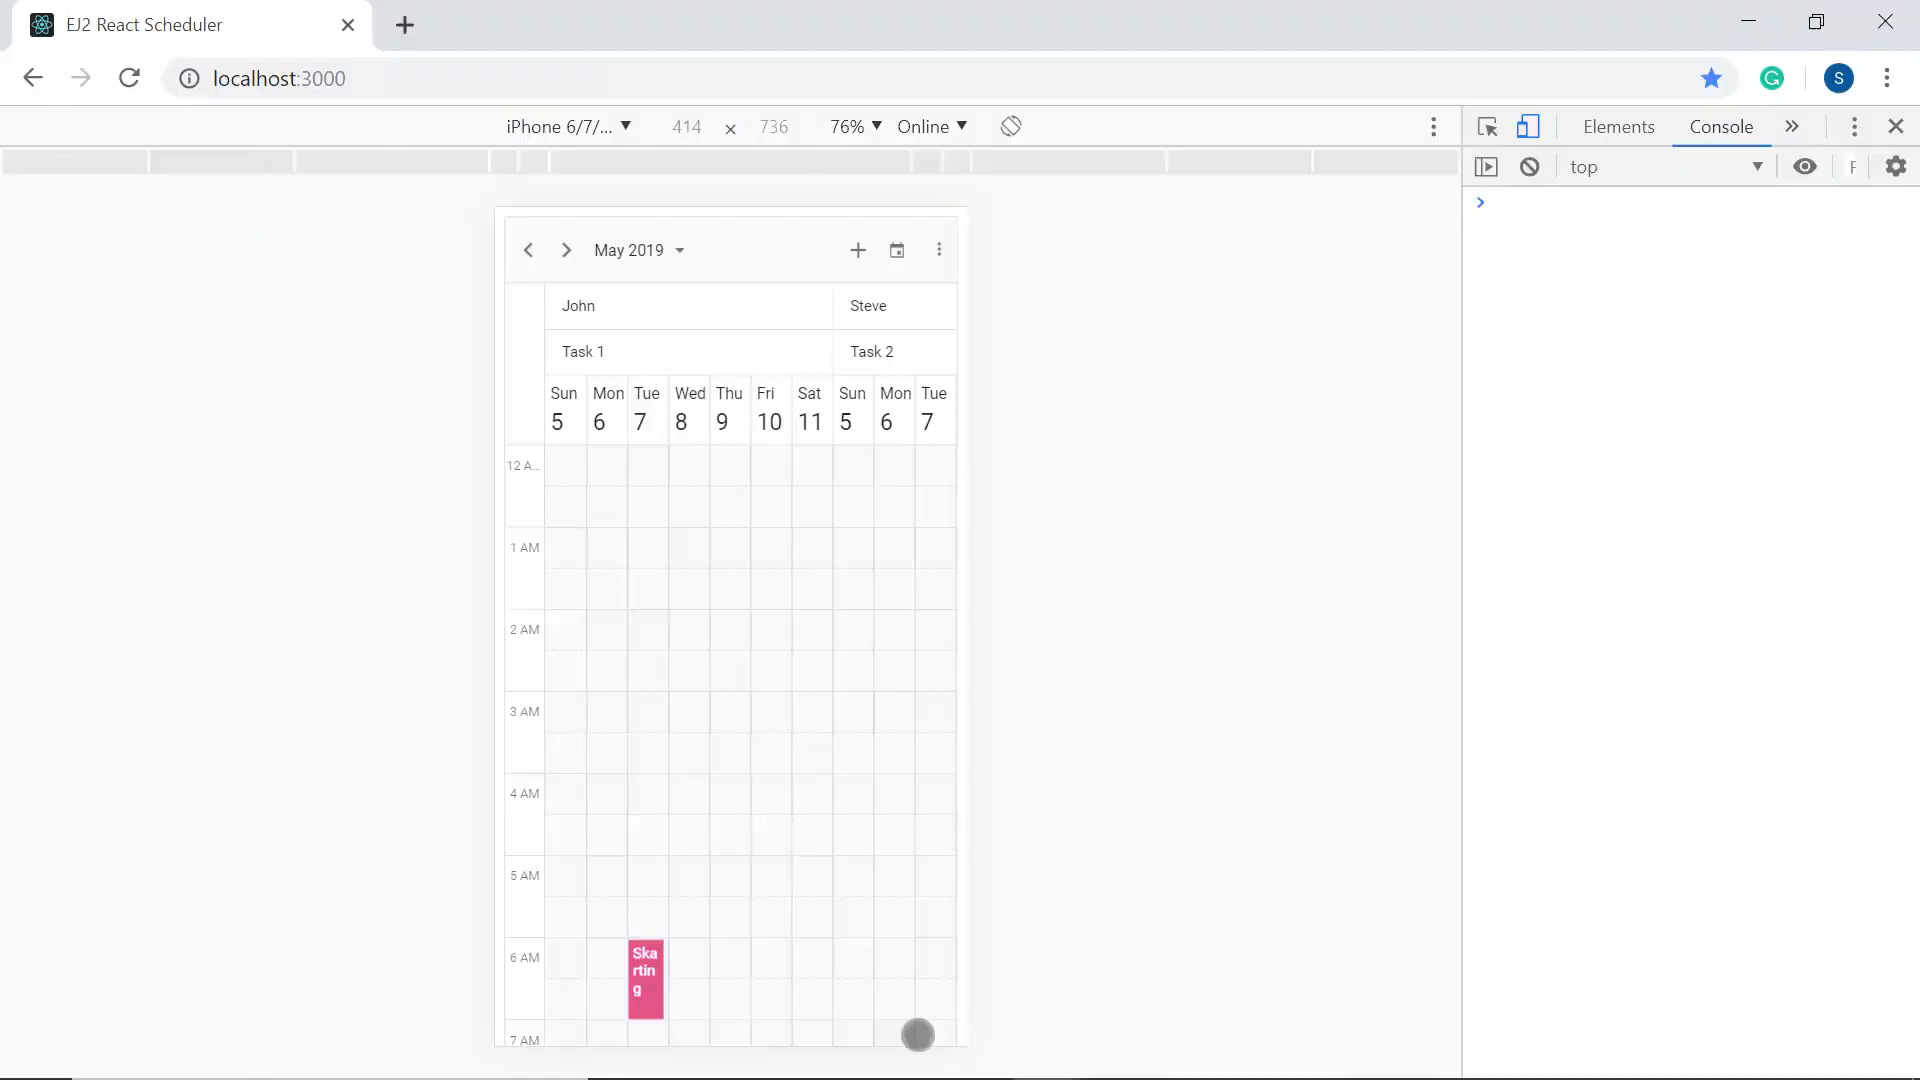 EJ2 React Scheduler
localhost:3000
S
iPhone 6/7/... 414 × 736 76% Online
Elements Console
top
May 2019
John Steve
Task 1 Task 2
Sun Mon Tue Wed Thu Fri Sat Sun Mon Tue
5 6 7 8 9 10 11 5 6 7
12 A...
1 AM
2 AM
3 AM
4 AM
5 AM
6 AM
Ska
rtin
g
7 AM